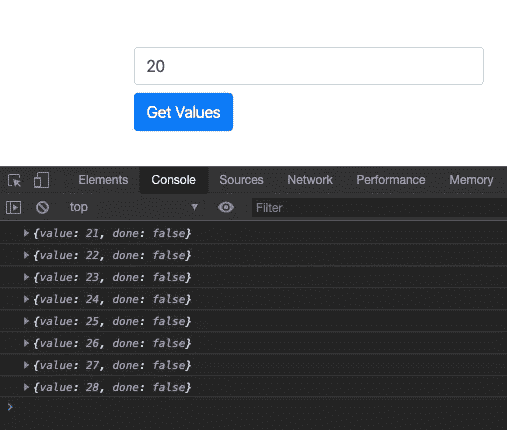 20
Get Values
Elements Console Sources Network Performance Memory
top Filter
{value: 21, done: false}
{value: 22, done: false}
{value: 23, done: false}
{value: 24, done: false}
{value: 25, done: false}
{value: 26, done: false}
{value: 27, done: false}
{value: 28, done: false}